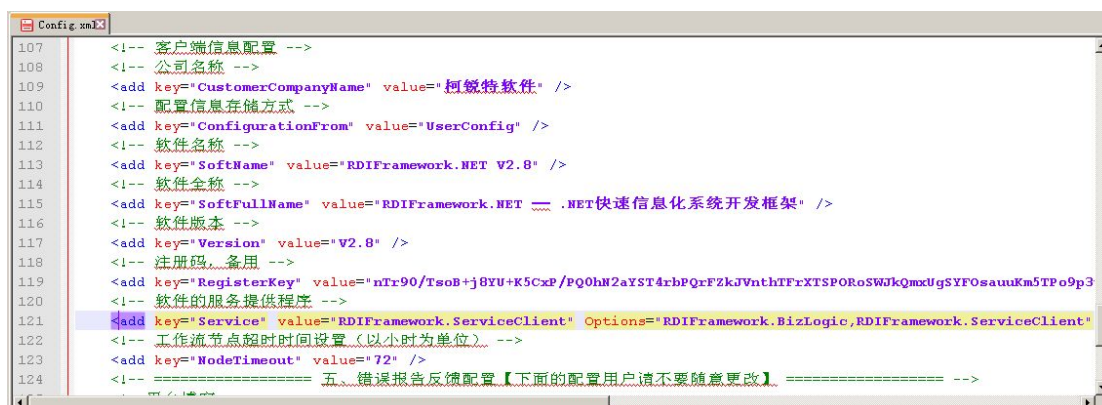 Config.xml
107 <!-- 客户端信息配置 -->
108 <!-- 公司名称 -->
109 <add key="CustomerCompanyName" value="柯锐特软件" />
110 <!-- 配置信息存储方式 -->
111 <add key="ConfigurationFrom" value="UserConfig" />
112 <!-- 软件名称 -->
113 <add key="SoftName" value="RDIFramework.NET V2.8" />
114 <!-- 软件全称 -->
115 <add key="SoftFullName" value="RDIFramework.NET — .NET快速信息化系统开发框架" />
116 <!-- 软件版本 -->
117 <add key="Version" value="V2.8" />
118 <!-- 注册码, 备用 -->
119 <add key="RegisterKey" value="nTr90/TsoB+j8YU+K5CxP/PQ0hN2aYST4rbPQrFZkJVnthTFrXTSPORoSWJkQmxUgSYFOsauuKm5TPo9p3
120 <!-- 软件的服务提供程序 -->
121 <add key="Service" value="RDIFramework.ServiceClient" Options="RDIFramework.BizLogic,RDIFramework.ServiceClient"
122 <!-- 工作流节点超时时间设置（以小时为单位） -->
123 <add key="NodeTimeout" value="72" />
124 <!-- ================== 五、错误报告反馈配置【下面的配置用户请不要随意更改】 ================== -->